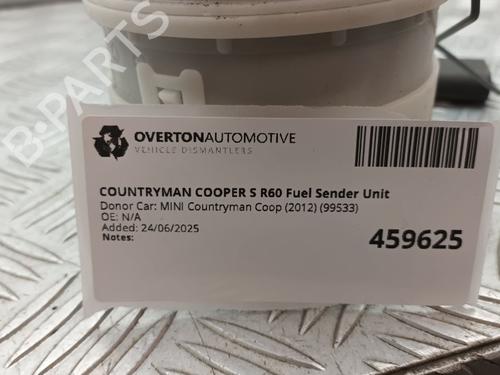 B-PARTS
OVERTONAUTOMOTIVE
VEHICLE DISMANTLERS
COUNTRYMAN COOPER S R60 Fuel Sender Unit
Donor Car: MINI Countryman Coop (2012) (99533)
OE: N/A
Added: 24/06/2025
Notes:
459625